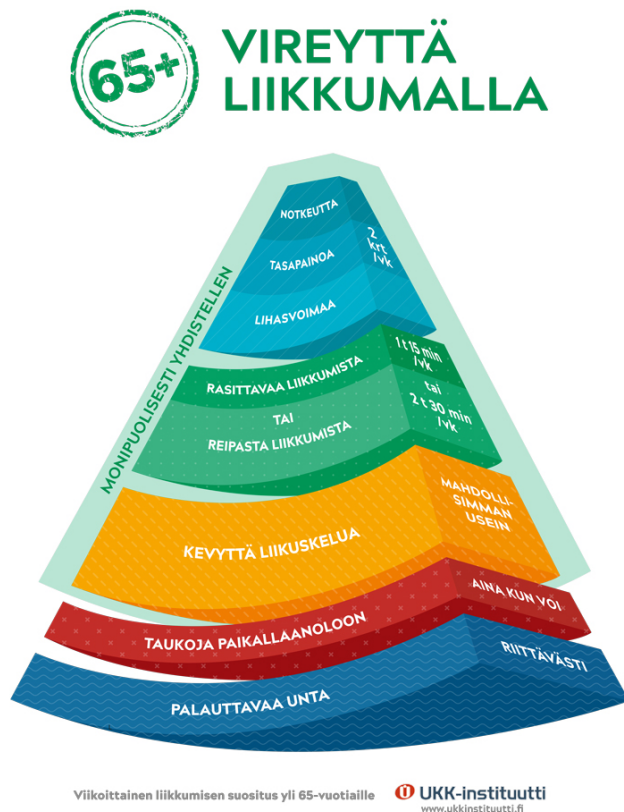 65+
VIREYTTÄ
LIIKKUMALLA
MONIPUOLISESTI YHDISTELLEN
NOTKEUTTA
TASAPAINOA
LIHASVOIMAA
2
krt
/vk
RASITTAVAA LIIKKUMISTA
TAI
REIPASTA LIIKKUMISTA
1 t 15 min
/vk
tai
2 t 30 min
/vk
KEVYTTÄ LIIKUSKELUA
MAHDOLLI-
SIMMAN
USEIN
TAUKOJA PAIKALLAANOLOON
AINA KUN VOI
PALAUTTAVAA UNTA
RIITTÄVÄSTI
Viikoittainen liikkumisen suositus yli 65-vuotiaille
UKK-instituutti
www.ukkinstituutti.fi